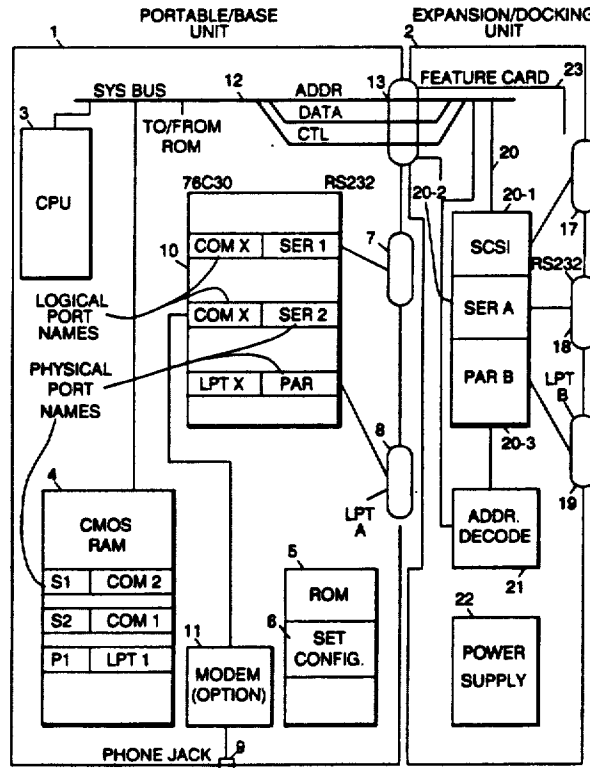 PORTABLE/BASE
UNIT
EXPANSION/DOCKING
UNIT
1
2
SYS BUS
12
ADDR
13
FEATURE CARD
23
DATA
CTL
TO/FROM
ROM
3
CPU
20
76C30
RS232
20-2
20-1
10
COM X
SER 1
7
SCSI
17
LOGICAL
PORT
NAMES
COM X
SER 2
SER A
RS232
18
PHYSICAL
PORT
NAMES
LPT X
PAR
PAR B
LPT
B
8
20-3
19
4
LPT
A
CMOS
RAM
ADDR.
DECODE
21
5
ROM
S1
COM 2
6
SET
CONFIG.
22
S2
COM 1
11
P1
LPT 1
MODEM
(OPTION)
POWER
SUPPLY
PHONE JACK
9